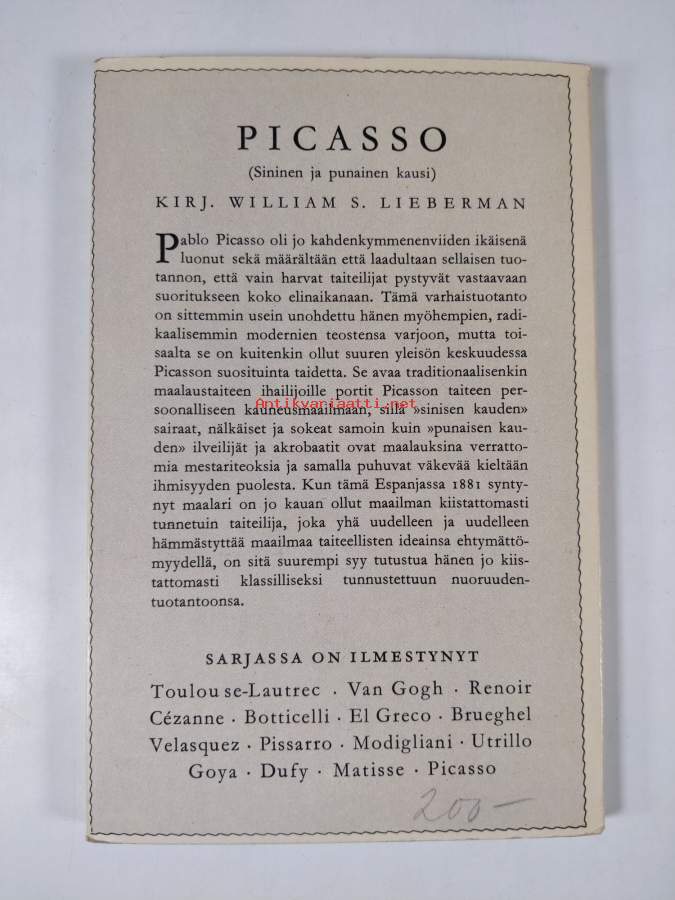 PICASSO
(Sininen ja punainen kausi)
KIRJ. WILLIAM S. LIEBERMAN
Pablo Picasso oli jo kahdenkymmenenviiden ikäisenä
luonut sekä määrältään että laadultaan sellaisen tuo-
tannon, että vain harvat taiteilijat pystyvät vastaavaan
suoritukseen koko elinaikanaan. Tämä varhaistuotanto
on sittemmin usein unohdettu hänen myöhempien, radi-
kaalisemmin modernien teostensa varjoon, mutta toi-
saalta se on kuitenkin ollut suuren yleisön keskuudessa
Picasson suosituinta taidetta. Se avaa traditionaalisenkin
maalaustaiteen ihailijoille portit Picasson taiteen per-
soonalliseen kauneusmaailmaan, sillä »sinisen kauden»
Antikvariaatti.net
sairaat, nälkäiset ja sokeat samoin kuin »punaisen kau-
den» ilveilijät ja akrobaatit ovat maalauksina verratto-
mia mestariteoksia ja samalla puhuvat väkevää kieltään
ihmisyyden puolesta. Kun tämä Espanjassa 1881 synty-
nyt maalari on jo kauan ollut maailman kiistattomasti
tunnetuin taiteilija, joka yhä uudelleen ja uudelleen
hämmästyttää maailmaa taiteellisten ideainsa ehtymättö-
myydellä, on sitä suurempi syy tutustua hänen jo kiis-
tattomasti klassilliseksi tunnustettuun nuoruuden-
tuotantoonsa.
SARJASSA ON ILMESTYNYT
Toulouse-Lautrec · Van Gogh · Renoir
Cézanne · Botticelli · El Greco · Brueghel
Velasquez · Pissarro · Modigliani · Utrillo
Goya · Dufy · Matisse · Picasso
200-